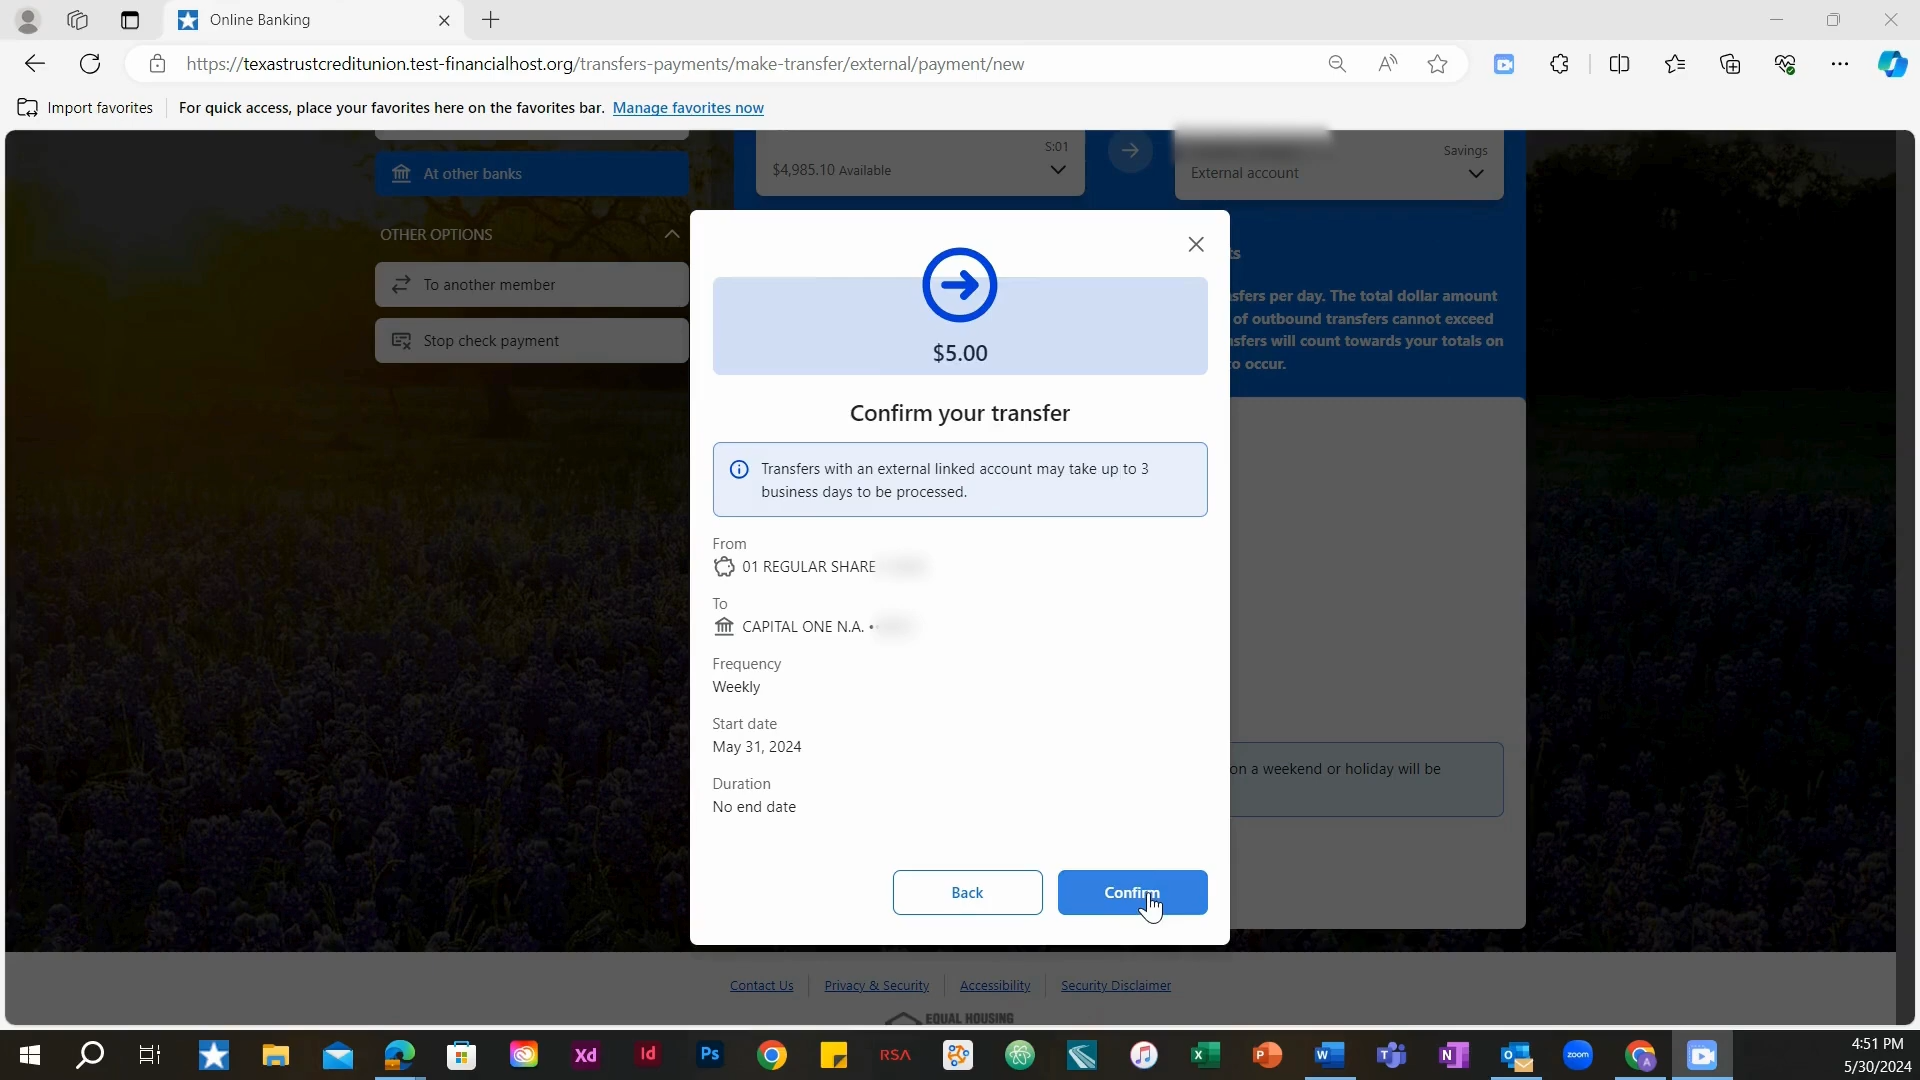 Online Banking
https://texastrustcreditunion.test-financialhost.org/transfers-payments/make-transfer/external/payment/new
Import favorites
For quick access, place your favorites here on the favorites bar. Manage favorites now
S:01
$4,985.10 Available
Savings
External account
At other banks
OTHER OPTIONS
To another member
Stop check payment
sfers per day. The total dollar amount
of outbound transfers cannot exceed
sfers will count towards your totals on
o occur.
$5.00
Confirm your transfer
Transfers with an external linked account may take up to 3
business days to be processed.
From
01 REGULAR SHARE
To
CAPITAL ONE N.A. •
Frequency
Weekly
Start date
May 31, 2024
Duration
No end date
on a weekend or holiday will be
Back
Confirm
Contact Us
Privacy & Security
Accessibility
Security Disclaimer
EQUAL HOUSING
Xd
Id
Ps
RSA
zoom
A
4:51 PM
5/30/2024